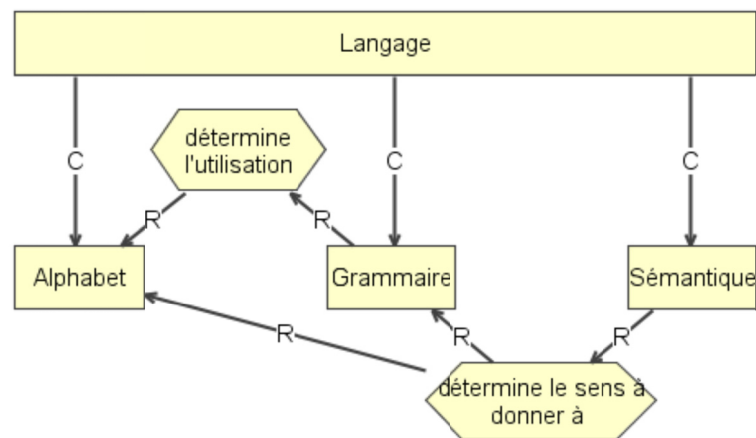 Langage
C
C
C
détermine
l'utilisation
R
R
Alphabet
Grammaire
Sémantique
R
R
R
détermine le sens à
donner à